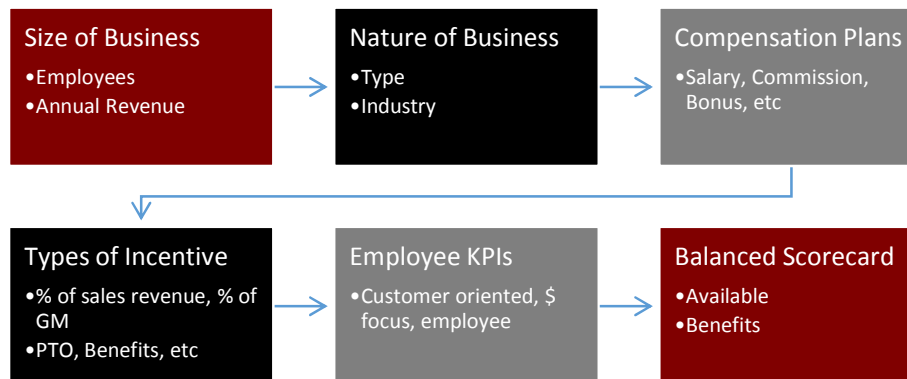 Size of Business
•Employees
•Annual Revenue
Nature of Business
•Type
•Industry
Compensation Plans
•Salary, Commission,
Bonus, etc
Types of Incentive
•% of sales revenue, % of
GM
•PTO, Benefits, etc
Employee KPIs
•Customer oriented, $
focus, employee
Balanced Scorecard
•Available
•Benefits